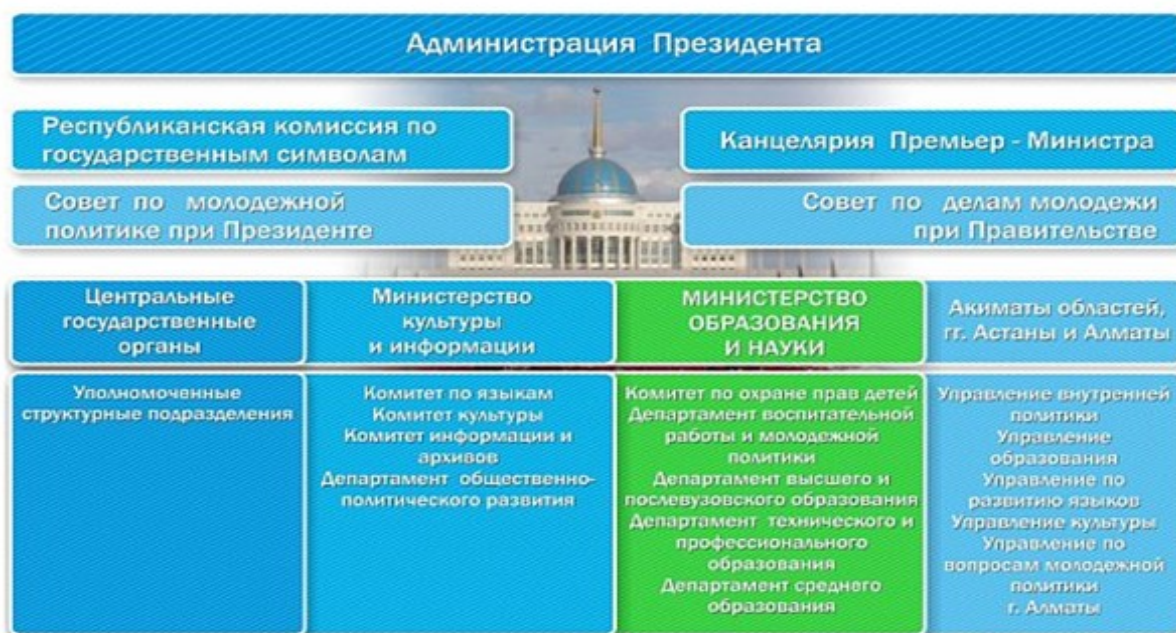 Администрация Президента
Республиканская комиссия по
государственным символам
Канцелярия Премьер - Министра
Совет по молодежной
политике при Президенте
Совет по делам молодежи
при Правительстве
Центральные
государственные
органы
Министерство
культуры
и информации
МИНИСТЕРСТВО
ОБРАЗОВАНИЯ
И НАУКИ
Акиматы областей,
гг. Астаны и Алматы
Уполномоченные
структурные подразделения
Комитет по языкам
Комитет культуры
Комитет информации и
архивов
Департамент общественно-
политического развития
Комитет по охране прав детей
Департамент воспитательной
работы и молодежной
политики
Департамент высшего и
послевузовского образования
Департамент технического и
профессионального
образования
Департамент среднего
образования
Управление внутренней
политики
Управление
образования
Управление по
развитию языков
Управление культуры
Управление по
вопросам молодежной
политики
г. Алматы